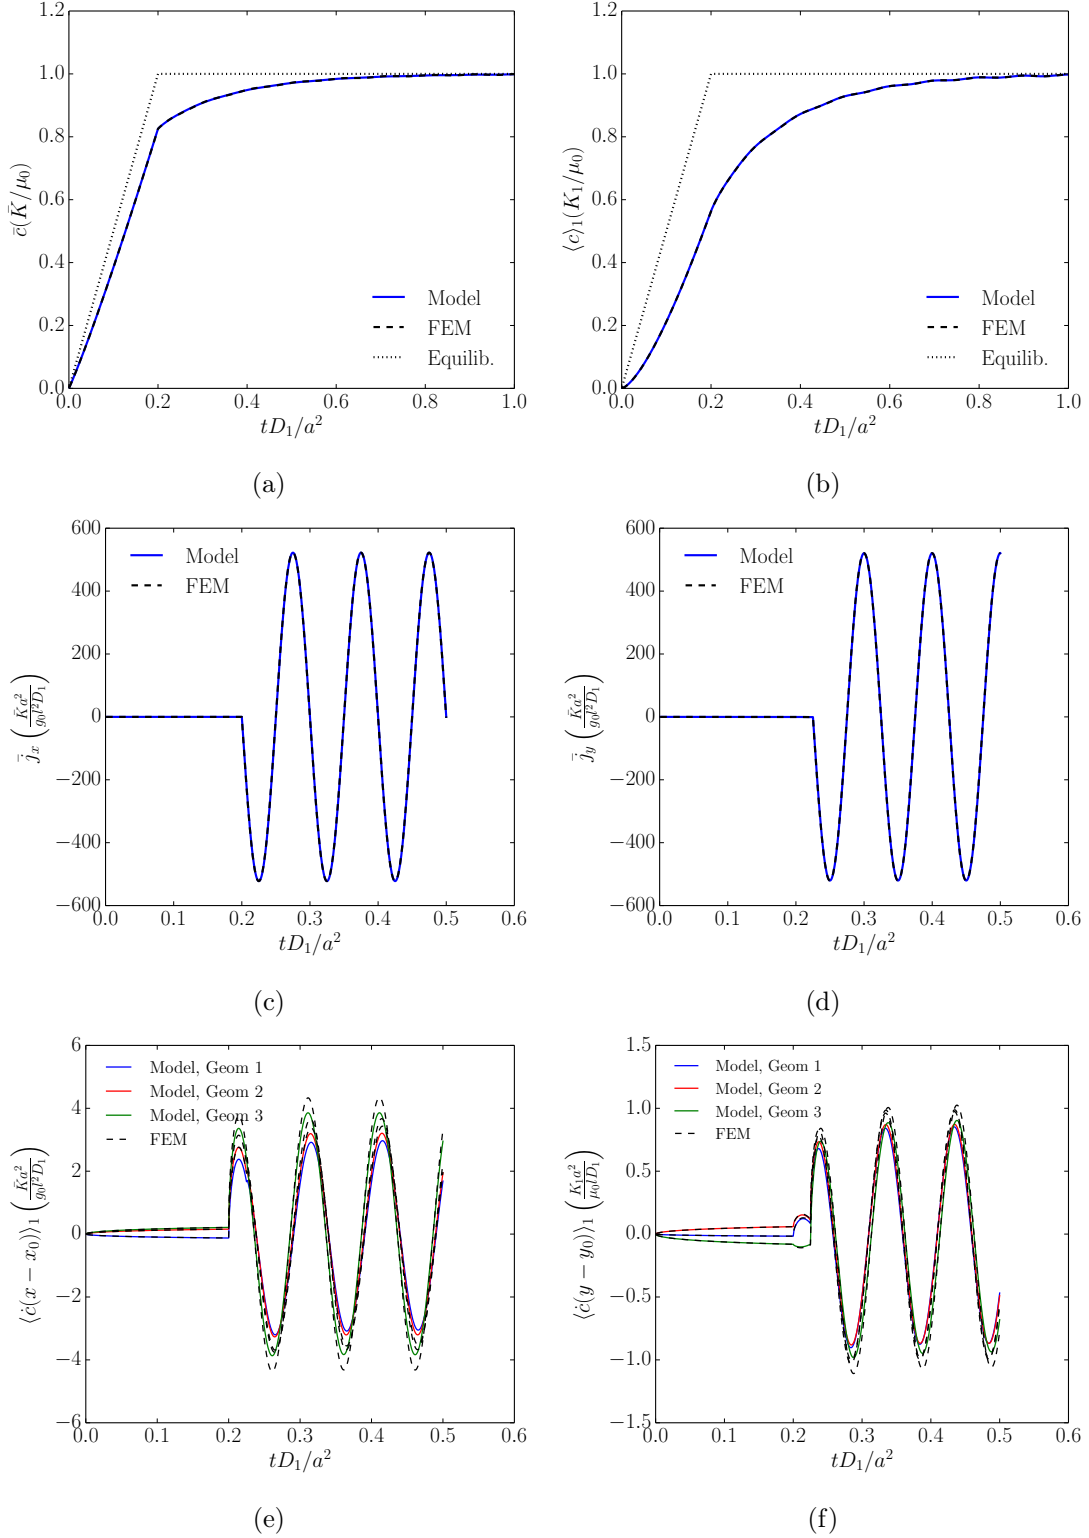 1.2
1.0
0.8
0.6
0.4
0.2
0.0
0.0 0.2 0.4 0.6 0.8 1.0
c̄(K̄/μ₀)
tD₁/a²
Model
FEM
Equilib.
(a)
1.2
1.0
0.8
0.6
0.4
0.2
0.0
0.0 0.2 0.4 0.6 0.8 1.0
⟨c⟩₁(K₁/μ₀)
tD₁/a²
Model
FEM
Equilib.
(b)
600
400
200
0
−200
−400
−600
0.0 0.1 0.2 0.3 0.4 0.5 0.6
j̄ₓ (K̄a²/g₀l²D₁)
tD₁/a²
Model
FEM
(c)
600
400
200
0
−200
−400
−600
0.0 0.1 0.2 0.3 0.4 0.5 0.6
j̄_y (K̄a²/g₀l²D₁)
tD₁/a²
Model
FEM
(d)
6
4
2
0
−2
−4
−6
0.0 0.1 0.2 0.3 0.4 0.5 0.6
⟨ċ(x − x₀)⟩₁ (K̄a²/g₀l²D₁)
tD₁/a²
Model, Geom 1
Model, Geom 2
Model, Geom 3
FEM
(e)
1.5
1.0
0.5
0.0
−0.5
−1.0
−1.5
0.0 0.1 0.2 0.3 0.4 0.5 0.6
⟨ċ(y − y₀)⟩₁ (K₁a²/μ₀lD₁)
tD₁/a²
Model, Geom 1
Model, Geom 2
Model, Geom 3
FEM
(f)